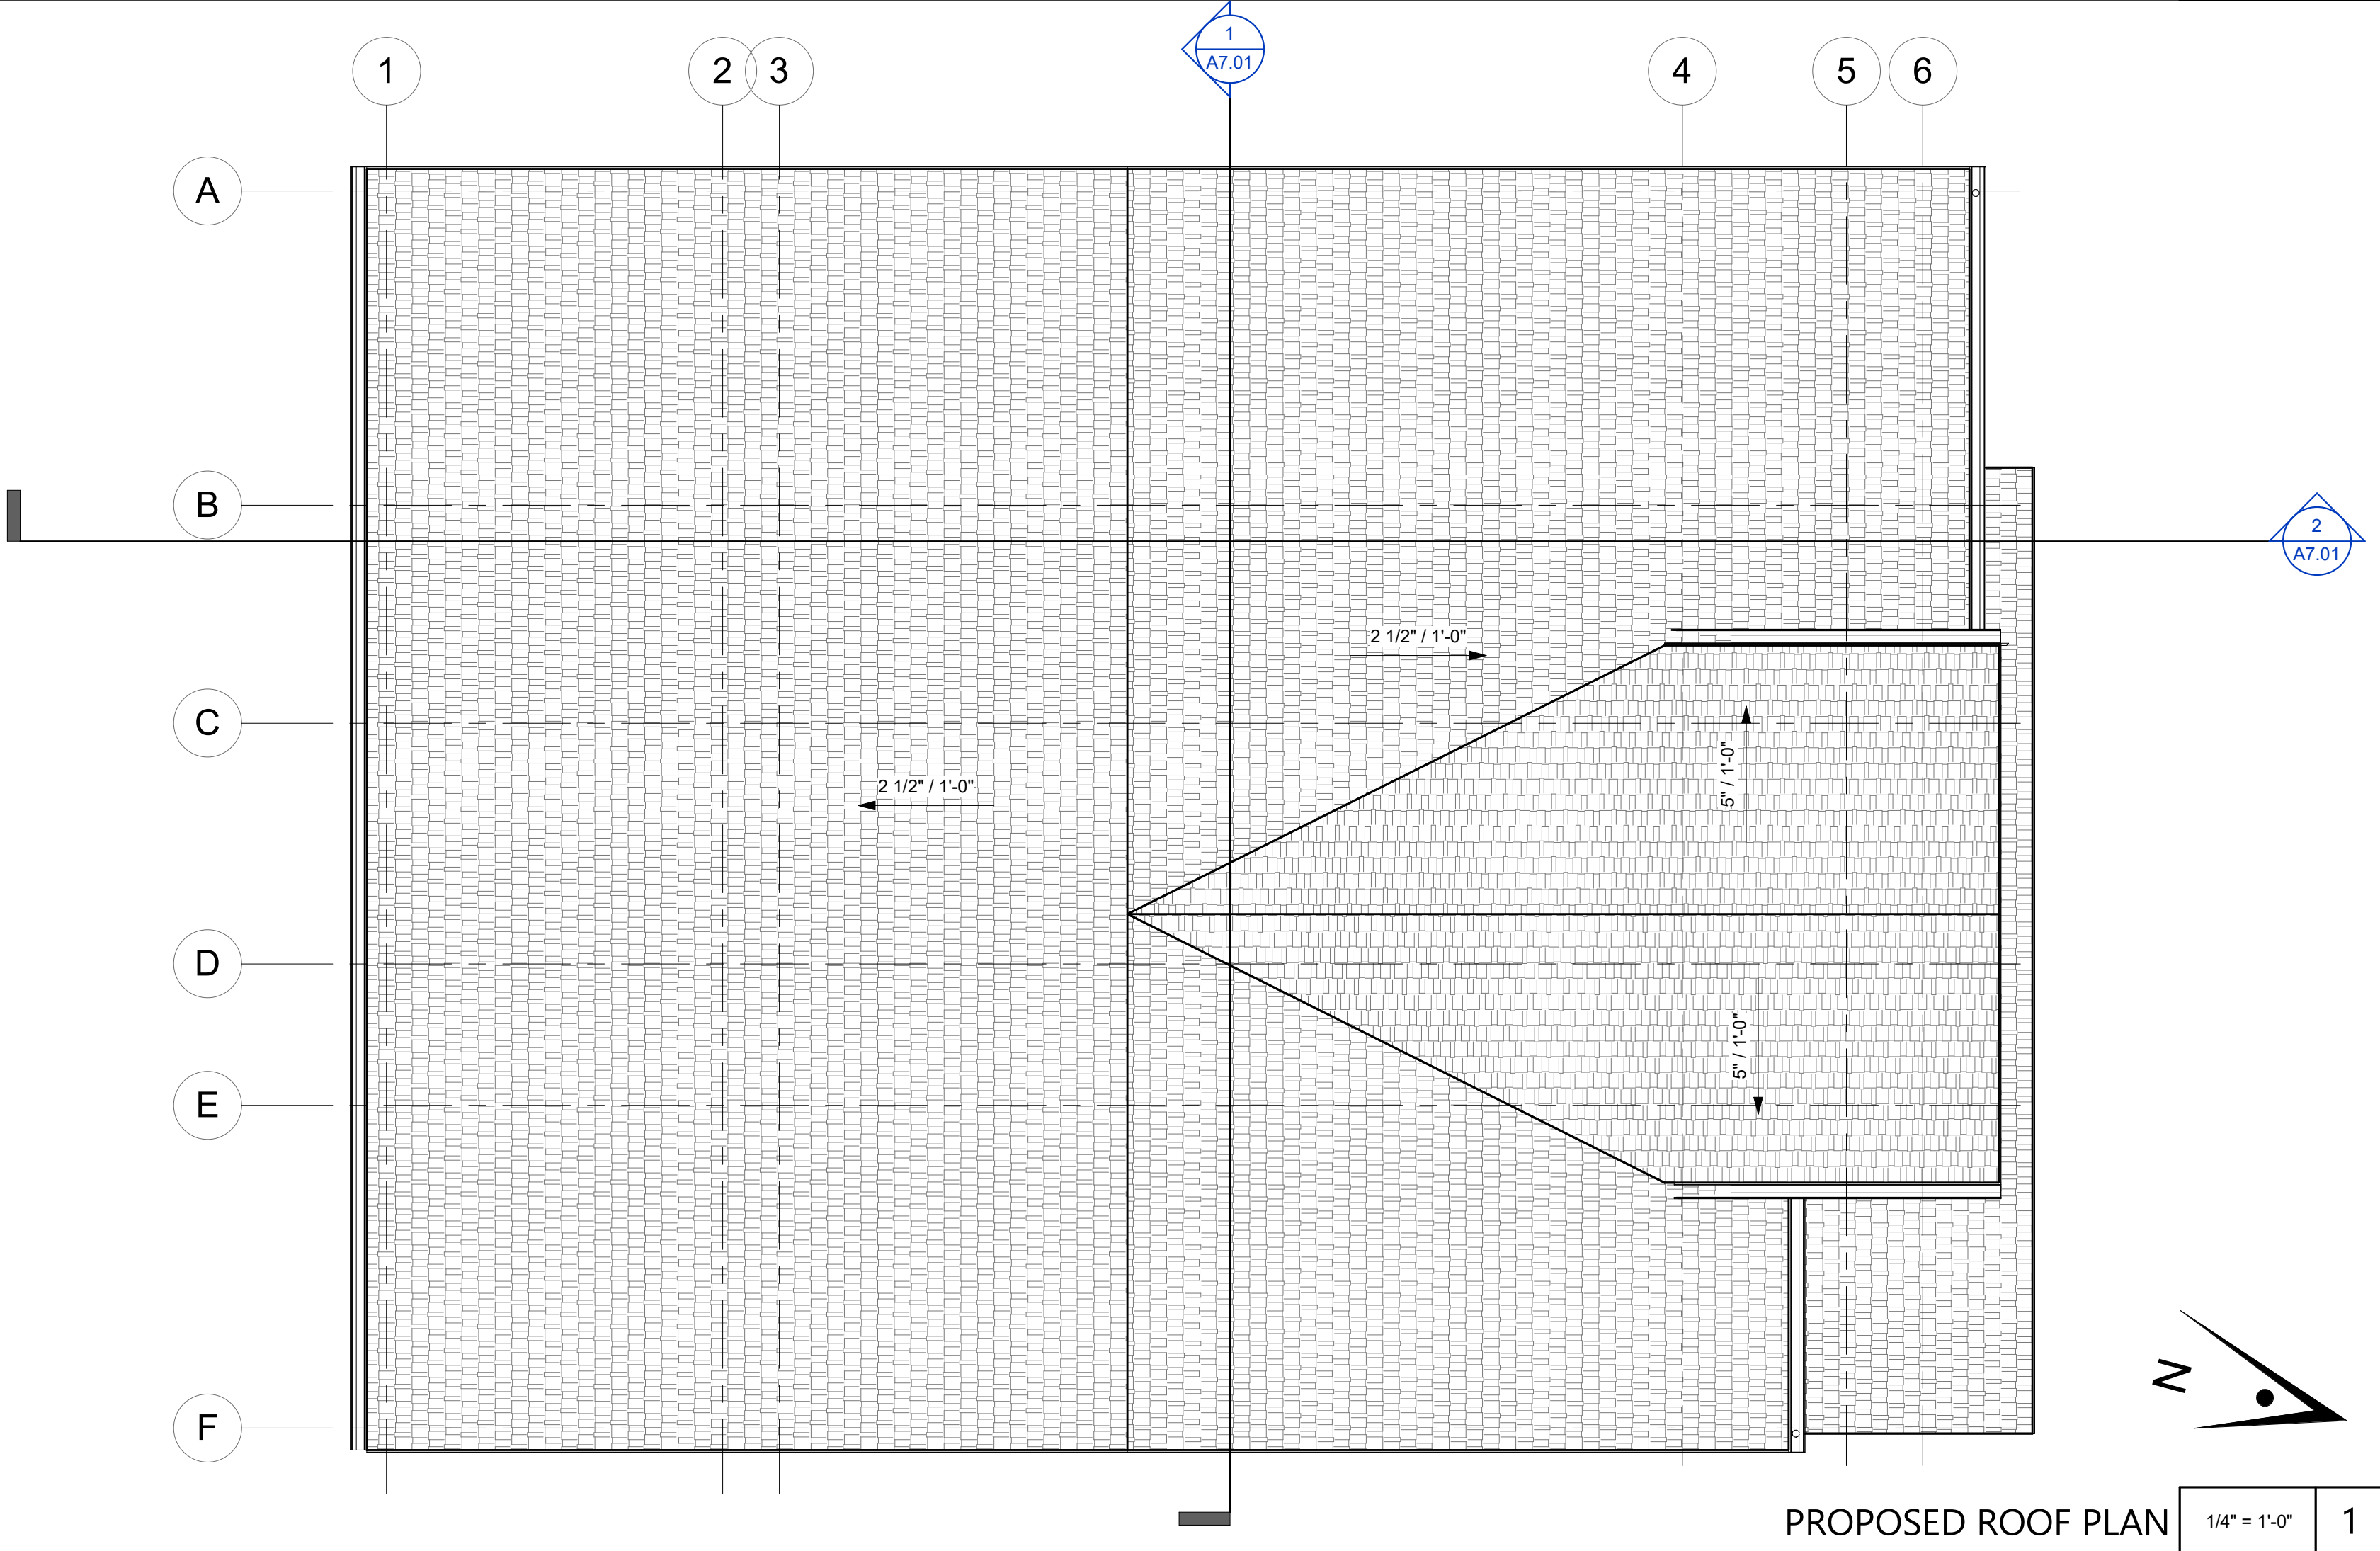 1
A7.01
1
2
3
4
5
6
A
B
2
A7.01
2 1/2" / 1'-0"
C
5" / 1'-0"
2 1/2" / 1'-0"
D
5" / 1'-0"
E
N
F
PROPOSED ROOF PLAN
1/4" = 1'-0"
1